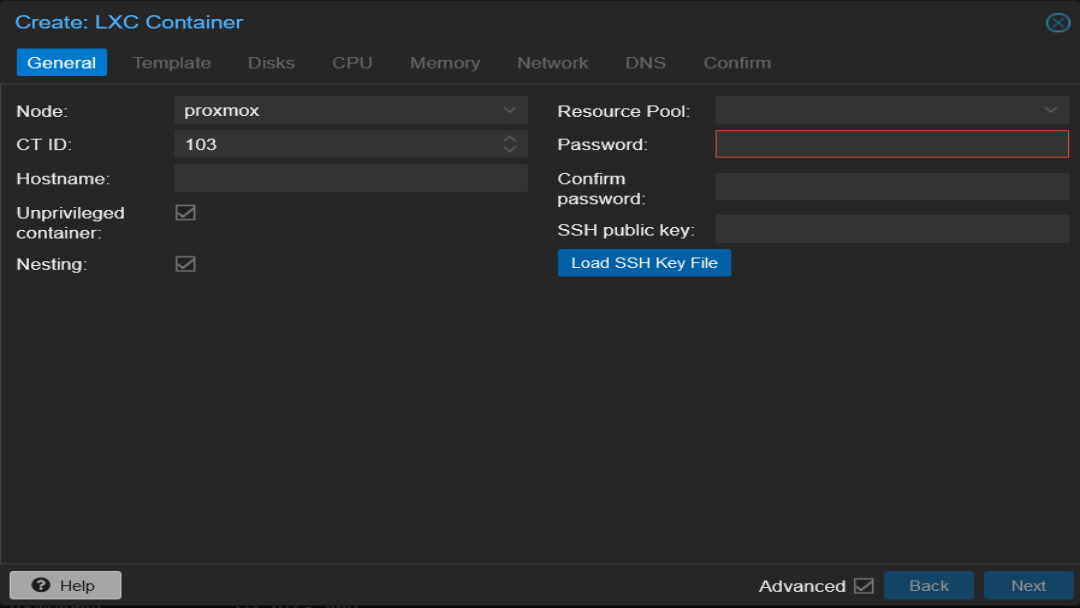 Create: LXC Container
General Template Disks CPU Memory Network DNS Confirm
Node: proxmox
CT ID: 103
Hostname:
Unprivileged
container:
Nesting:
Resource Pool:
Password:
Confirm
password:
SSH public key:
Load SSH Key File
Help Advanced Back Next